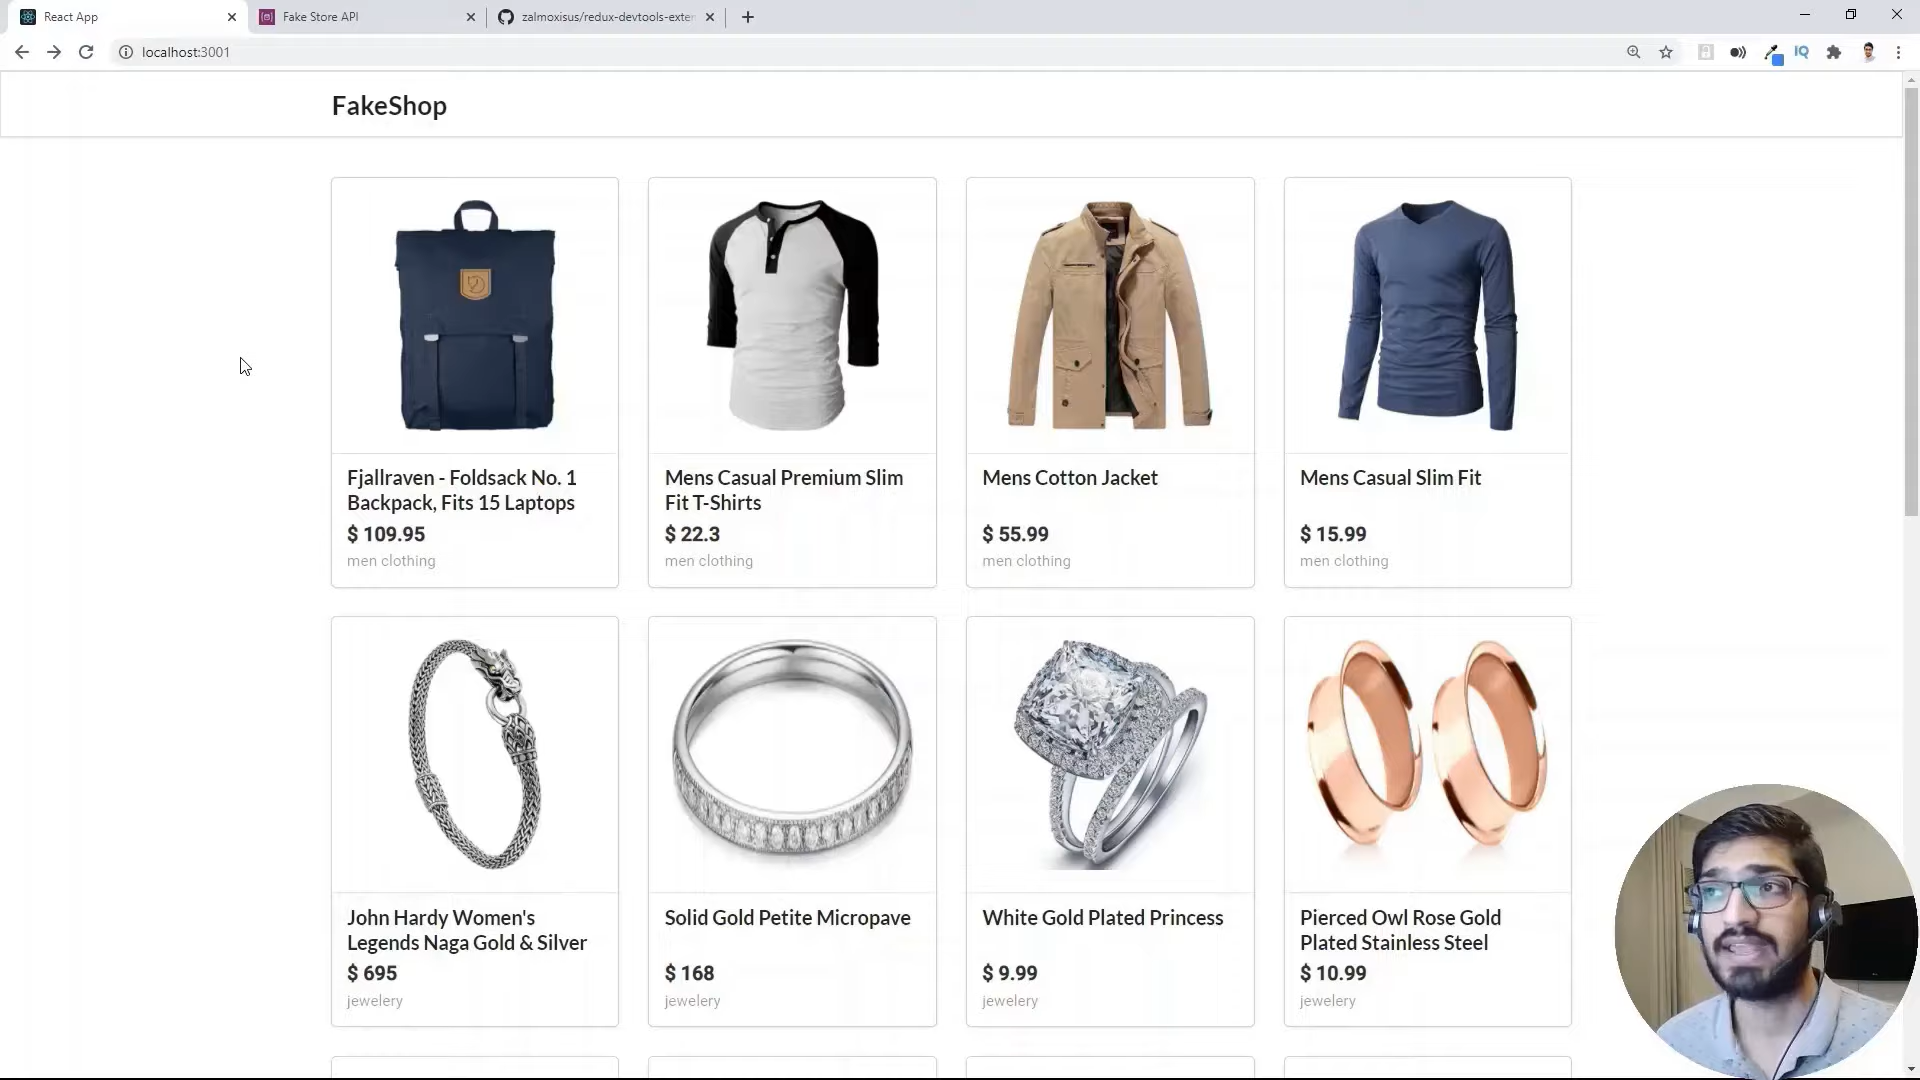 React App
Fake Store API
zalmoxisus/redux-devtools-exten
localhost:3001
IQ
FakeShop
Fjallraven - Foldsack No. 1
Backpack, Fits 15 Laptops
$ 109.95
men clothing
Mens Casual Premium Slim
Fit T-Shirts
$ 22.3
men clothing
Mens Cotton Jacket
$ 55.99
men clothing
Mens Casual Slim Fit
$ 15.99
men clothing
John Hardy Women's
Legends Naga Gold & Silver
$ 695
jewelery
Solid Gold Petite Micropave
$ 168
jewelery
White Gold Plated Princess
$ 9.99
jewelery
Pierced Owl Rose Gold
Plated Stainless Steel
$ 10.99
jewelery